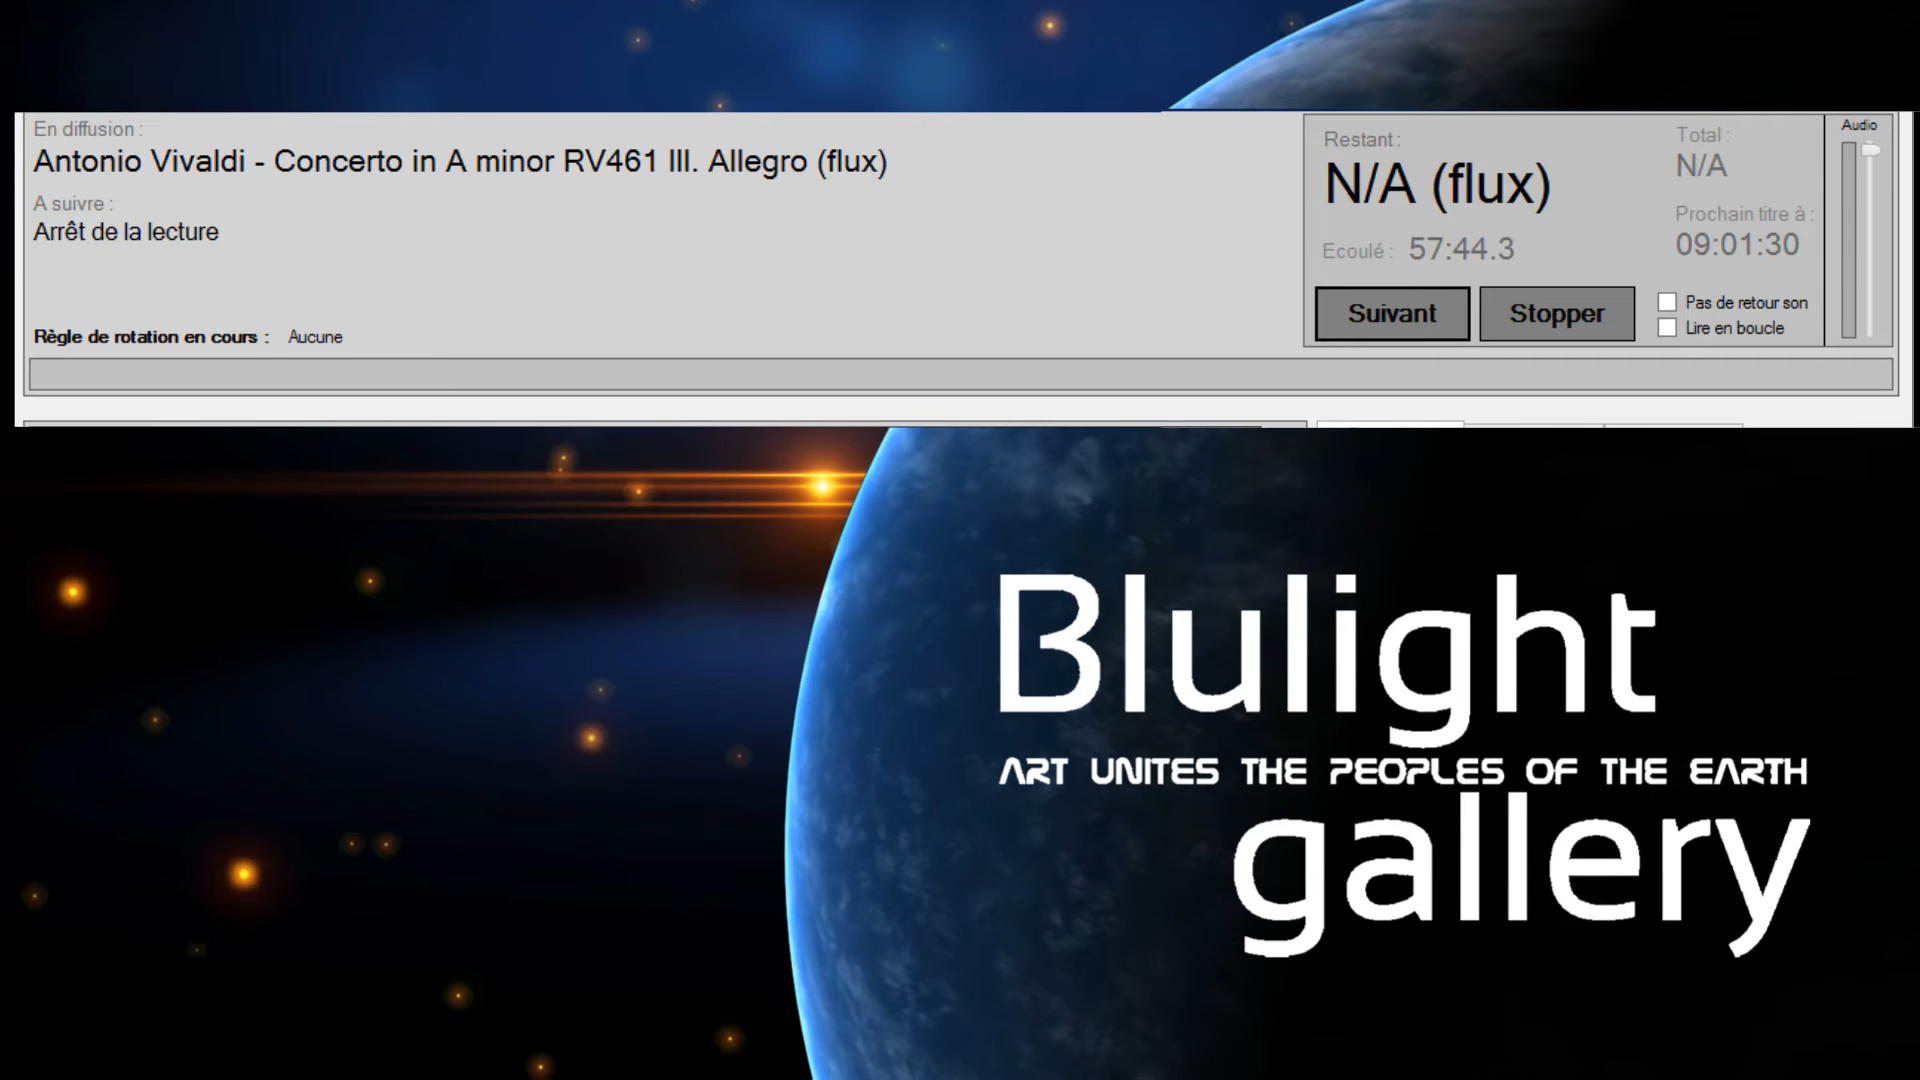 En diffusion :
Antonio Vivaldi - Concerto in A minor RV461 III. Allegro (flux)
A suivre :
Arrêt de la lecture
Règle de rotation en cours : Aucune
Restant :
N/A (flux)
Ecoulé : 57:44.3
Total :
N/A
Prochain titre à :
09:01:30
Suivant
Stopper
Pas de retour son
Lire en boucle
Audio
Blulight
ART UNITES THE PEOPLES OF THE EARTH
gallery